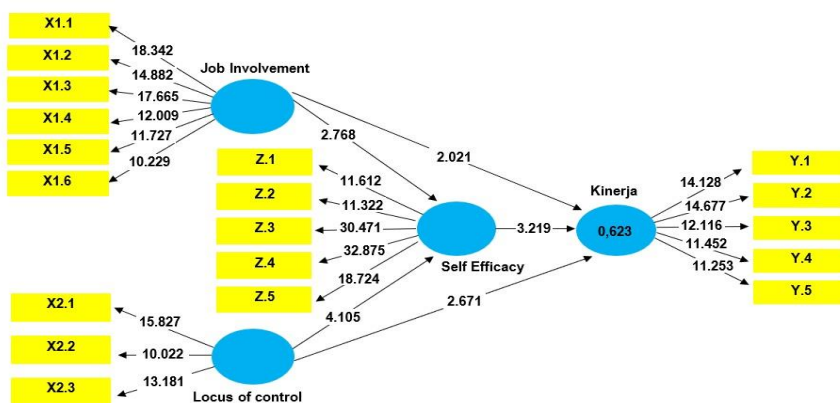 X1.1
X1.2
X1.3
X1.4
X1.5
X1.6
18.342
14.882
17.665
12.009
11.727
10.229
Job Involvement
2.768
2.021
Z.1
Z.2
Z.3
Z.4
Z.5
11.612
11.322
30.471
32.875
18.724
Self Efficacy
3.219
Kinerja
0,623
14.128
14.677
12.116
11.452
11.253
Y.1
Y.2
Y.3
Y.4
Y.5
4.105
2.671
X2.1
X2.2
X2.3
15.827
10.022
13.181
Locus of control